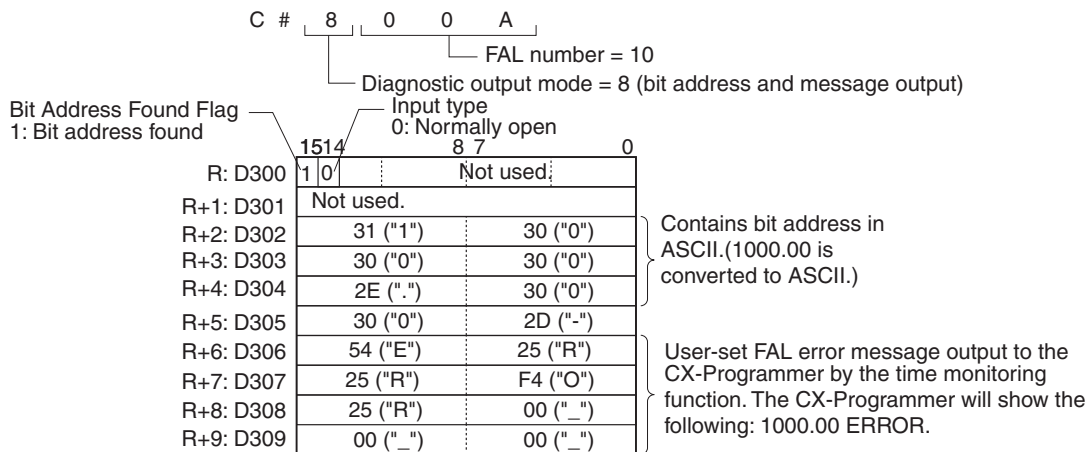 C # 8 0 0 A
FAL number = 10
Diagnostic output mode = 8 (bit address and message output)
Bit Address Found Flag
1: Bit address found
Input type
0: Normally open
1514 8 7 0
R: D300 1 0 Not used.
R+1: D301 Not used.
R+2: D302 31 ("1") 30 ("0")
R+3: D303 30 ("0") 30 ("0")
R+4: D304 2E (".") 30 ("0")
R+5: D305 30 ("0") 2D ("-")
R+6: D306 54 ("E") 25 ("R")
R+7: D307 25 ("R") F4 ("O")
R+8: D308 25 ("R") 00 ("_")
R+9: D309 00 ("_") 00 ("_")
Contains bit address in
ASCII.(1000.00 is
converted to ASCII.)
User-set FAL error message output to the
CX-Programmer by the time monitoring
function. The CX-Programmer will show the
following: 1000.00 ERROR.